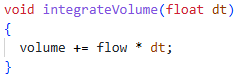 void integrateVolume(float dt)
{
  volume += flow * dt;
}